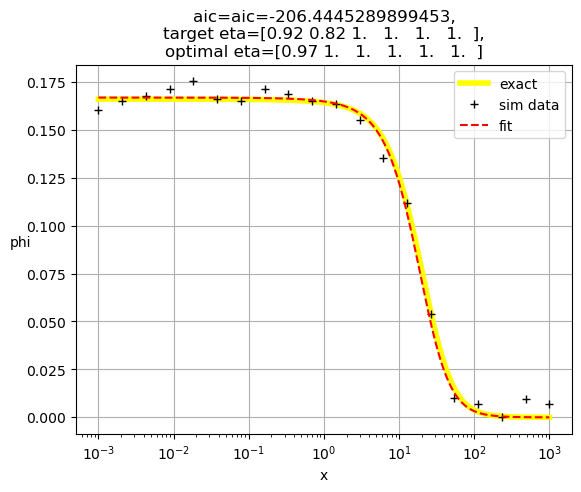 aic=aic=-206.4445289899453,
target eta=[0.92 0.82 1.   1.   1.   1.  ],
optimal eta=[0.97 1.   1.   1.   1.   1.  ]
exact
sim data
fit
0.175
0.150
0.125
0.100
phi
0.075
0.050
0.025
0.000
10⁻³ 10⁻² 10⁻¹ 10⁰ 10¹ 10² 10³
x